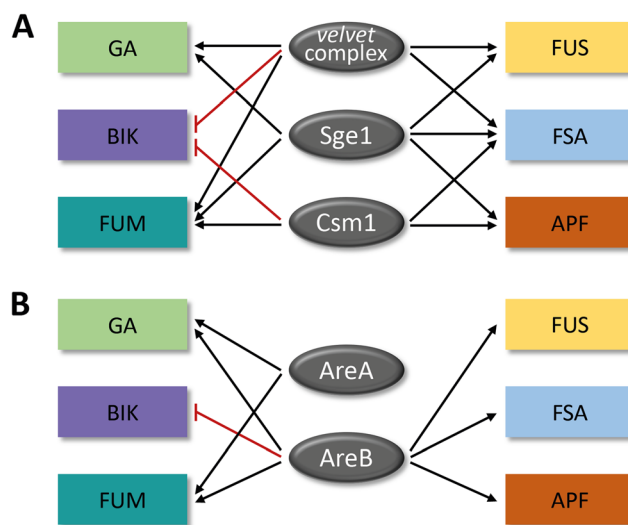 A
GA
velvet
complex
FUS
BIK
Sge1
FSA
FUM
Csm1
APF
B
GA
AreA
FUS
BIK
AreB
FSA
FUM
APF